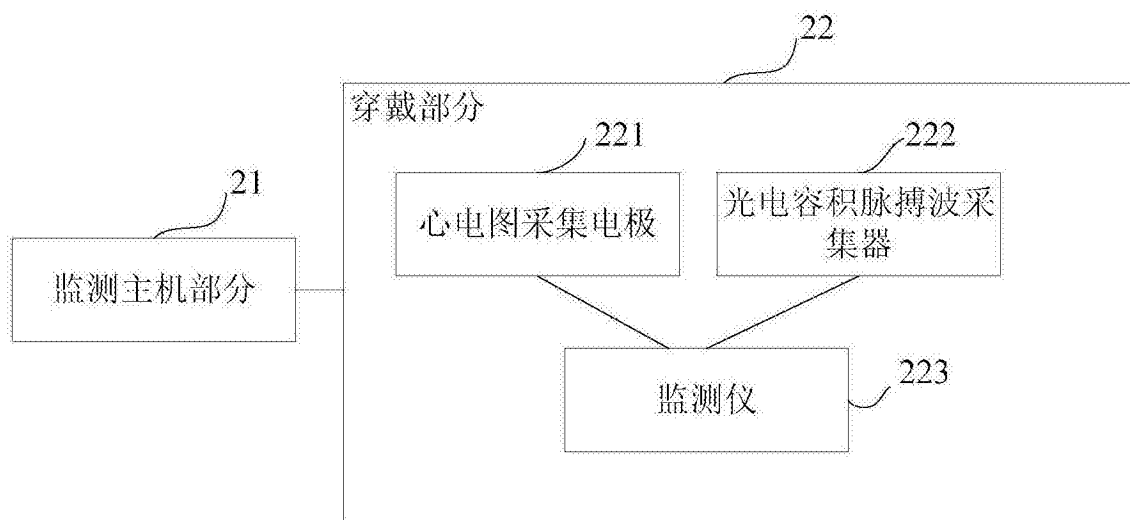 22
穿戴部分
221
222
21
心电图采集电极
光电容积脉搏波采
集器
监测主机部分
监测仪
223